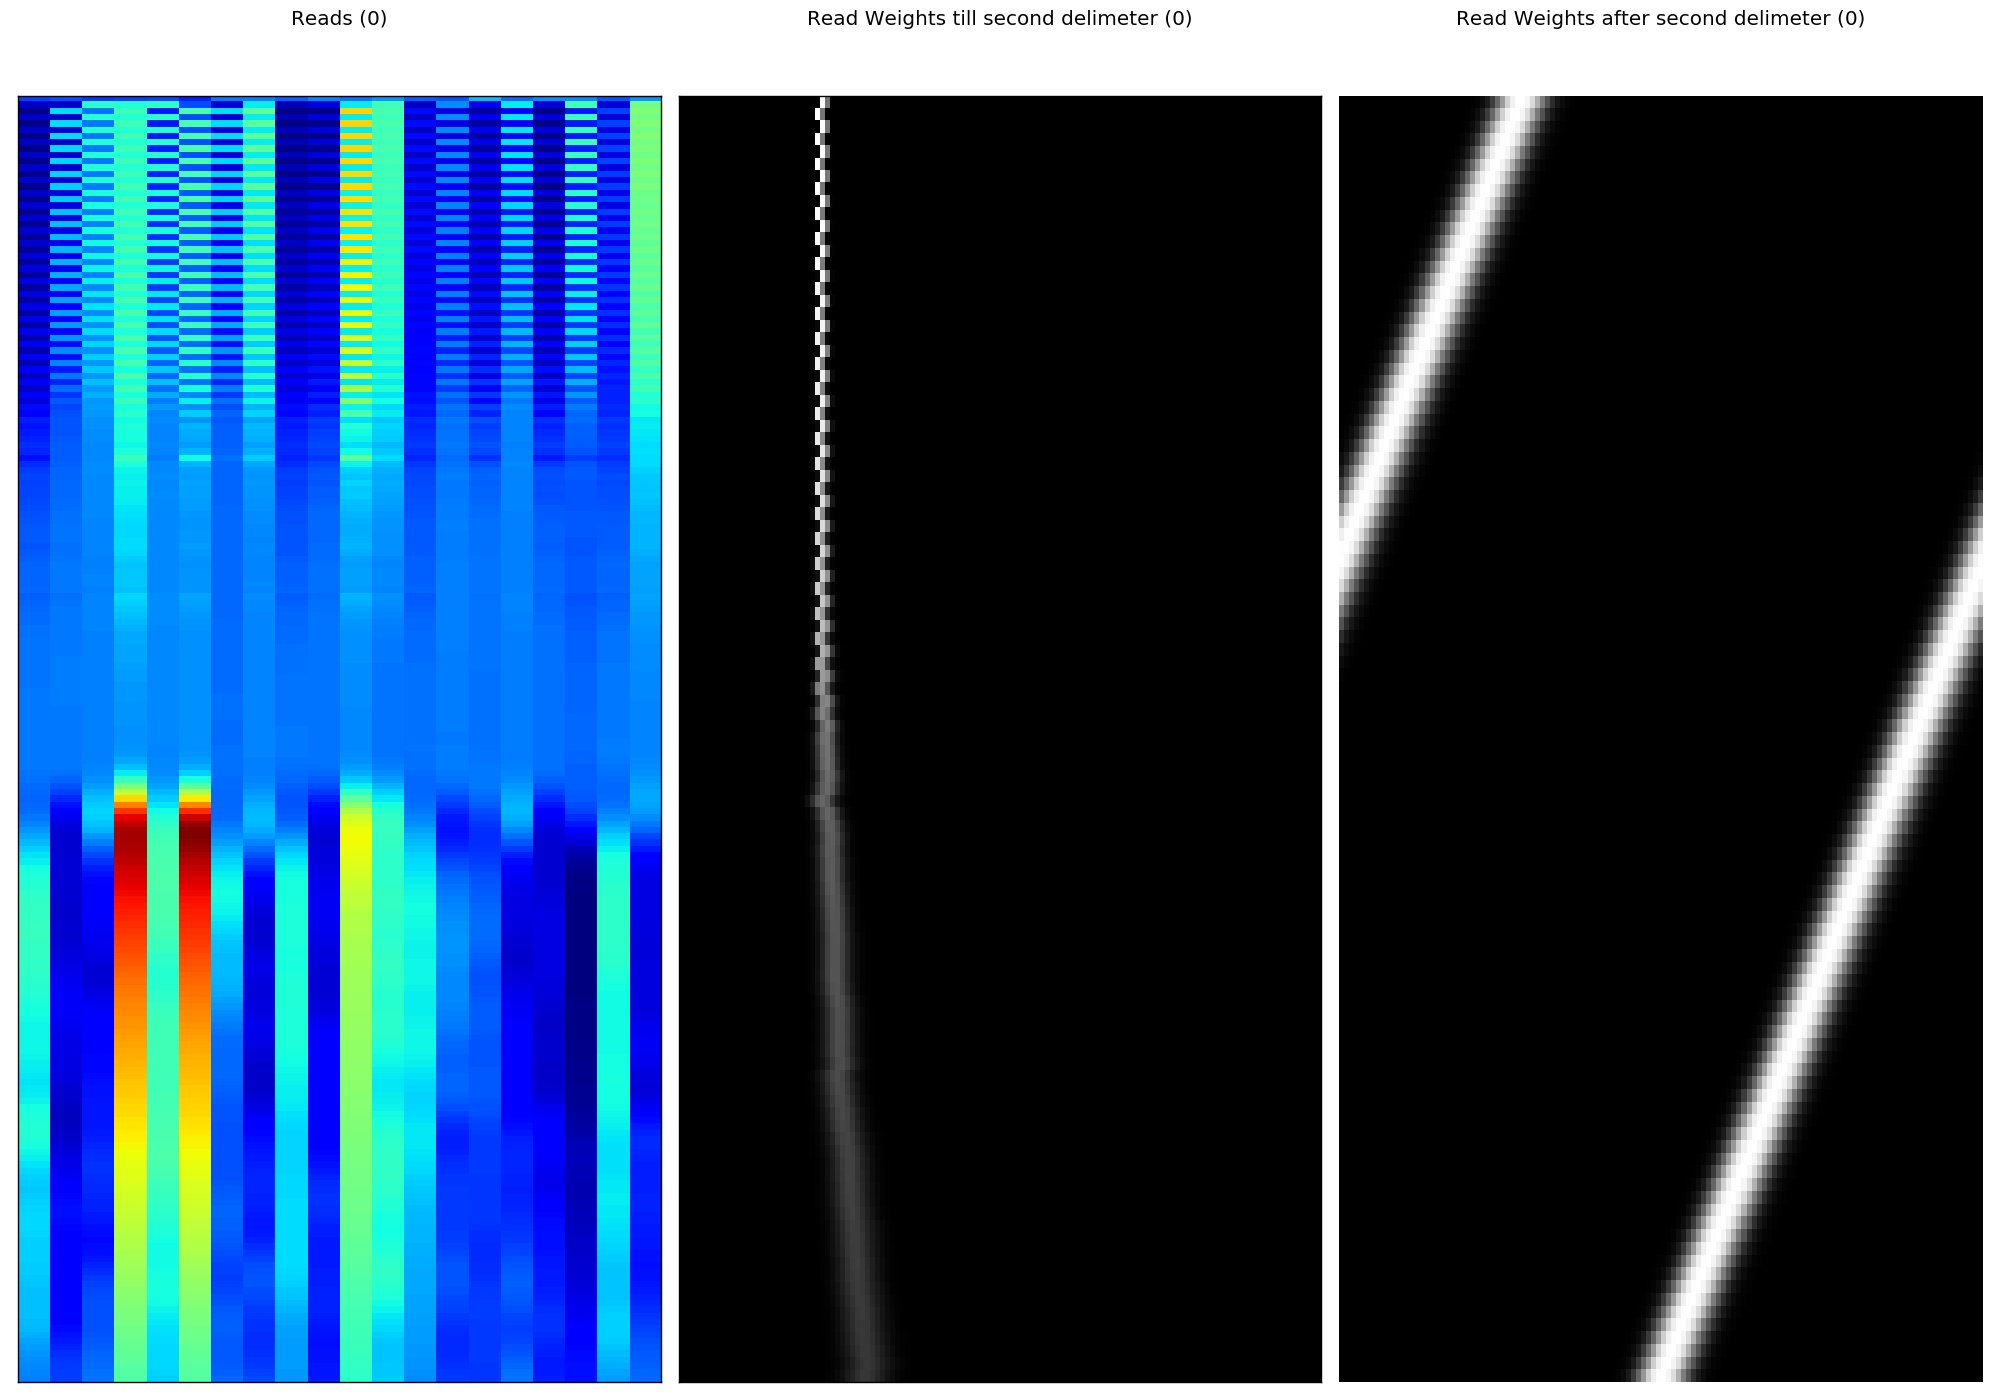 Reads (0)
Read Weights till second delimeter (0)
Read Weights after second delimeter (0)